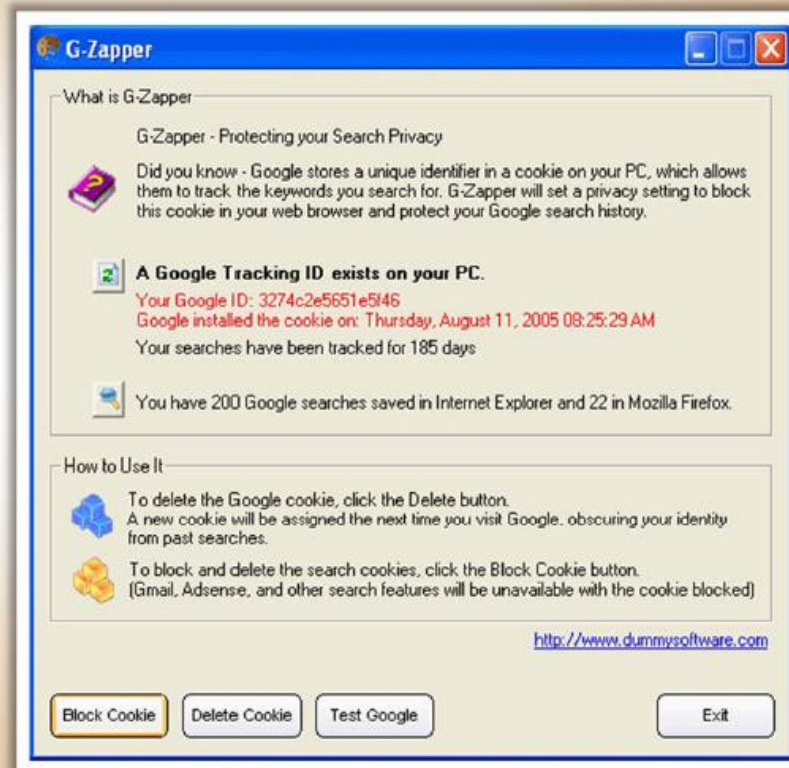 G-Zapper
What is G-Zapper
G-Zapper - Protecting your Search Privacy
Did you know - Google stores a unique identifier in a cookie on your PC, which allows
them to track the keywords you search for. G-Zapper will set a privacy setting to block
this cookie in your web browser and protect your Google search history.
A Google Tracking ID exists on your PC.
Your Google ID: 3274c2e5651e5f46
Google installed the cookie on: Thursday, August 11, 2005 08:25:29 AM
Your searches have been tracked for 185 days
You have 200 Google searches saved in Internet Explorer and 22 in Mozilla Firefox.
How to Use It
To delete the Google cookie, click the Delete button.
A new cookie will be assigned the next time you visit Google. obscuring your identity
from past searches.
To block and delete the search cookies, click the Block Cookie button.
(Gmail, Adsense, and other search features will be unavailable with the cookie blocked)
http://www.dummysoftware.com
Block Cookie Delete Cookie Test Google Exit